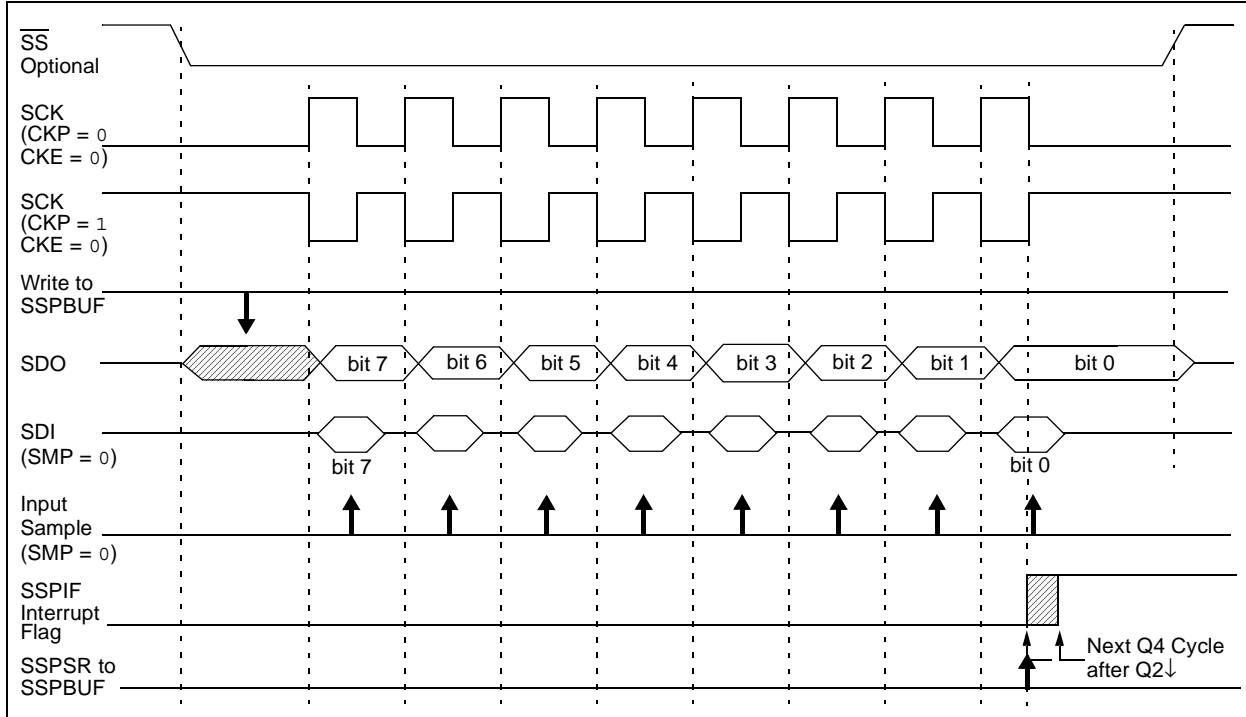 SS
Optional
SCK
(CKP = 0
CKE = 0)
SCK
(CKP = 1
CKE = 0)
Write to
SSPBUF
SDO
bit 7
bit 6
bit 5
bit 4
bit 3
bit 2
bit 1
bit 0
SDI
(SMP = 0)
bit 7
bit 0
Input
Sample
(SMP = 0)
SSPIF
Interrupt
Flag
Next Q4 Cycle
after Q2↓
SSPSR to
SSPBUF